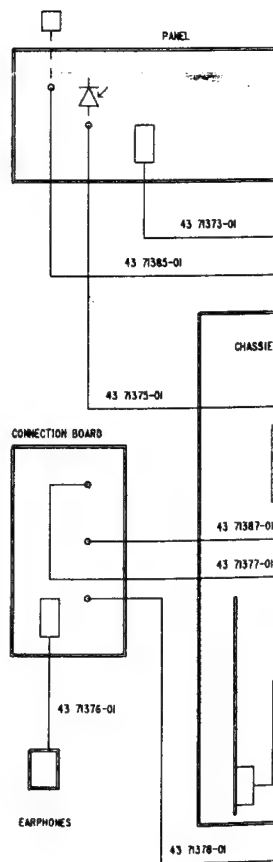 PANEL
43 71373-01
43 71385-01
CHASSIE
43 71375-01
CONNECTION BOARD
43 71387-01
43 71377-01
43 71376-01
EARPHONES
43 71378-01